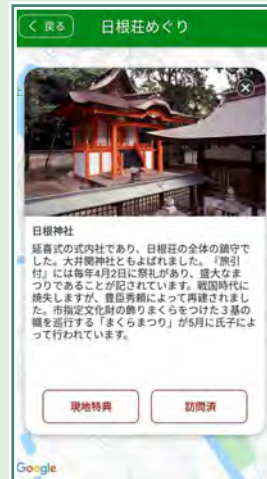 戻る 日根荘めぐり
日根神社
延喜式の式内社であり、日根荘の全体の鎮守で
した。大井関神社ともよばれました。『旅引
付』には毎年4月2日に祭礼があり、盛大なま
つりであることが記されています。戦国時代に
焼失しますが、豊臣秀頼によって再建されまし
た。市指定文化財の飾りまくらをつけた３基の
幟を巡行する「まくらまつり」が5月に氏子によ
って行われています。
現地特典 訪問済
Google